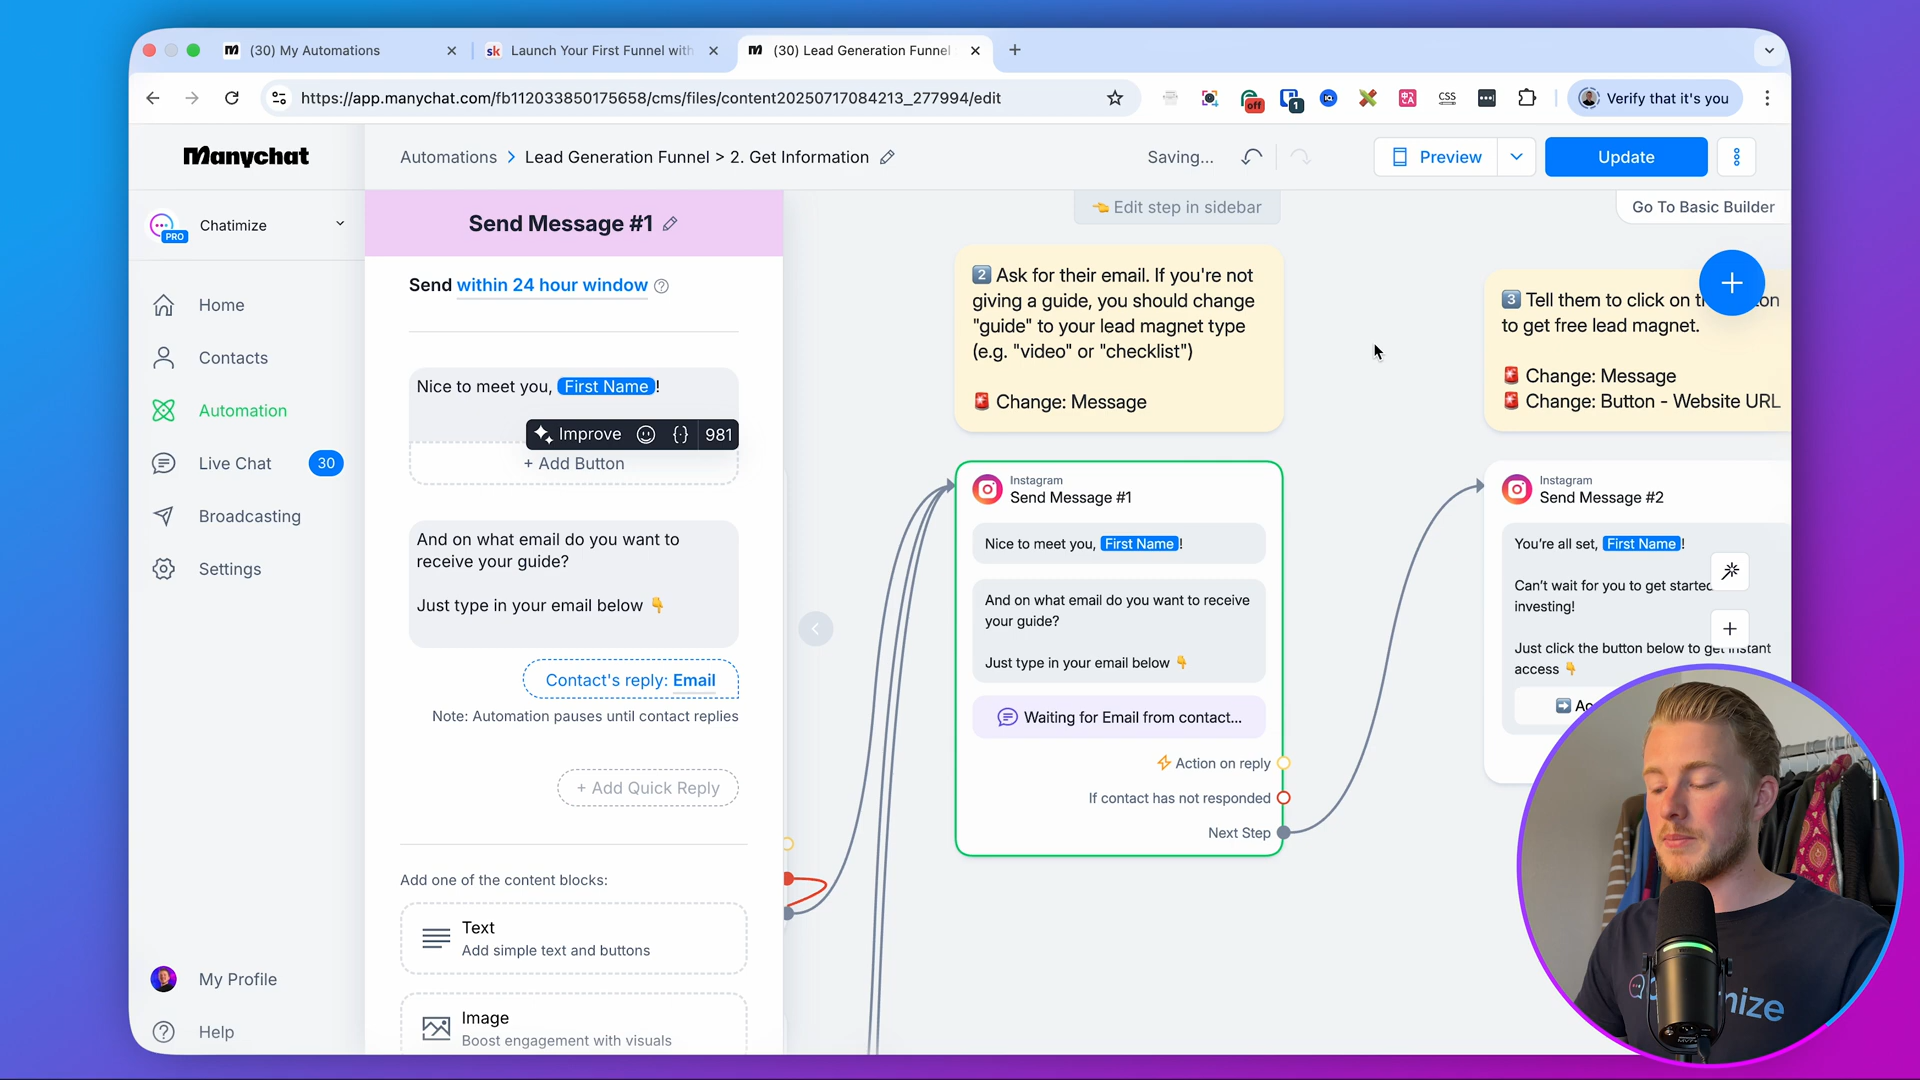 (30) My Automations
sk Launch Your First Funnel with
(30) Lead Generation Funnel
https://app.manychat.com/fb112033850175658/cms/files/content20250717084213_277994/edit
off
1
CSS
Verify that it's you
Manychat
Automations > Lead Generation Funnel > 2. Get Information
Saving...
Preview
Update
PRO
Chatimize
Home
Contacts
Automation
Live Chat
30
Broadcasting
Settings
My Profile
Help
Send Message #1
Send within 24 hour window
Nice to meet you, First Name!
Improve {} 981
+ Add Button
And on what email do you want to
receive your guide?
Just type in your email below 👇
Contact's reply: Email
Note: Automation pauses until contact replies
+ Add Quick Reply
Add one of the content blocks:
Text
Add simple text and buttons
Image
Boost engagement with visuals
👈 Edit step in sidebar
Go To Basic Builder
2️⃣ Ask for their email. If you're not
giving a guide, you should change
"guide" to your lead magnet type
(e.g. "video" or "checklist")
🚨 Change: Message
Instagram
Send Message #1
Nice to meet you, First Name!
And on what email do you want to receive
your guide?
Just type in your email below 👇
Waiting for Email from contact...
Action on reply
If contact has not responded
Next Step
3️⃣ Tell them to click on
to get free lead magnet.
🚨 Change: Message
🚨 Change: Button - Website URL
Instagram
Send Message #2
You're all set, First Name!
Can't wait for you to get started
investing!
Just click the button below to get instant
access 👇